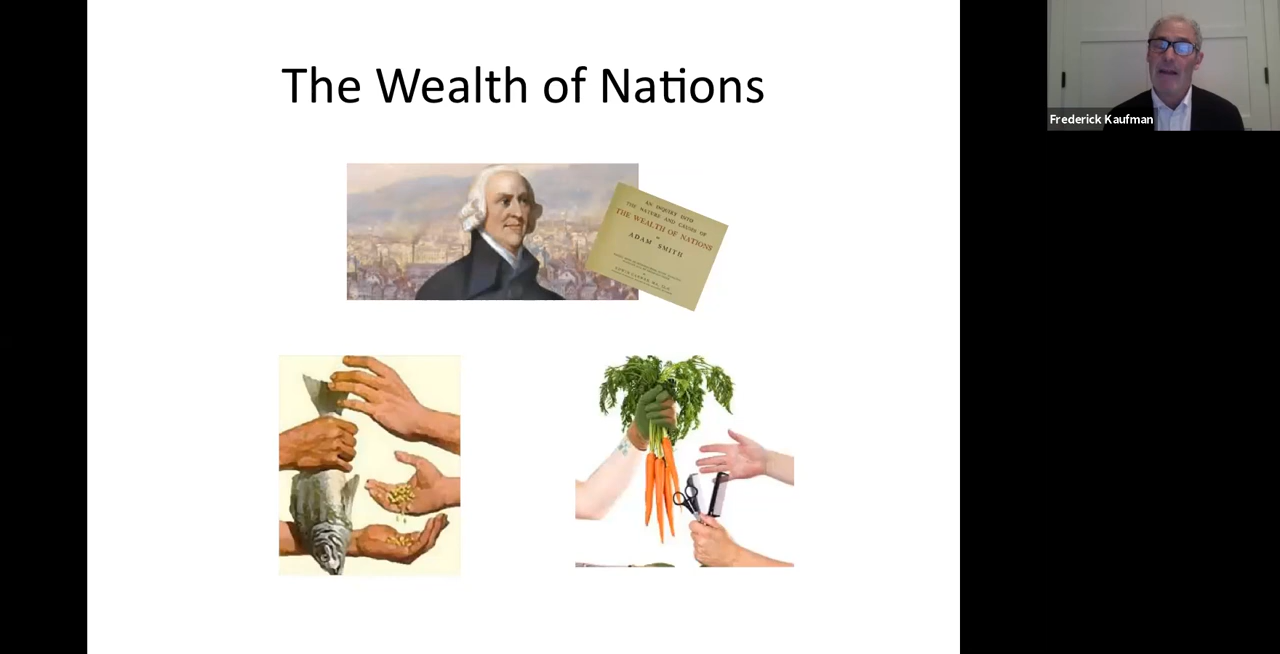 The Wealth of Nations
AN INQUIRY INTO
THE NATURE AND CAUSES OF
THE WEALTH OF NATIONS
ADAM SMITH
Frederick Kaufman